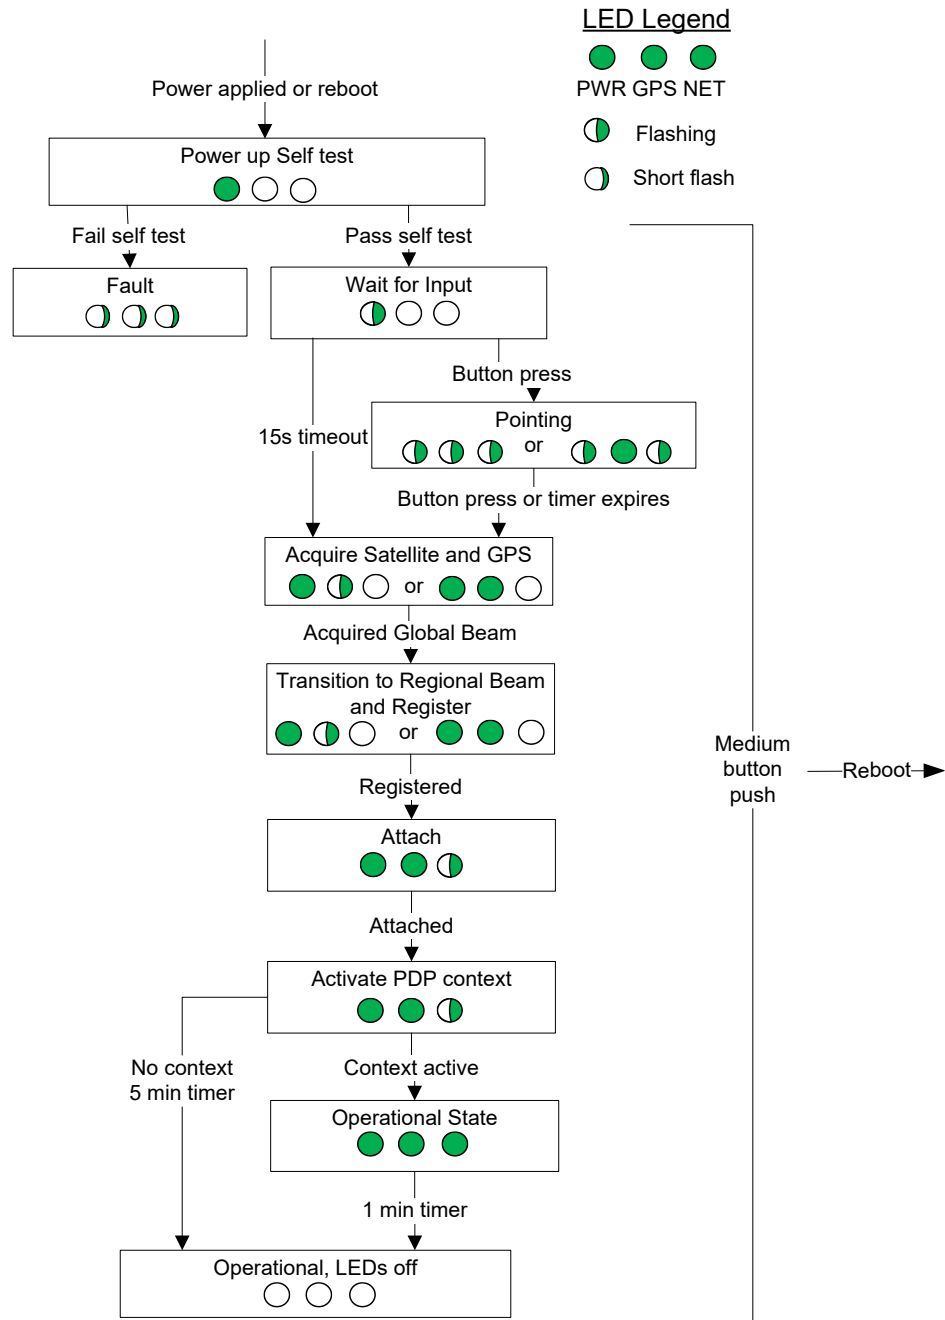 LED Legend
PWR GPS NET
Flashing
Short flash
Power applied or reboot
Power up Self test
Fail self test
Pass self test
Fault
Wait for Input
Button press
15s timeout
Pointing
or
Button press or timer expires
Acquire Satellite and GPS
or
Acquired Global Beam
Transition to Regional Beam
and Register
or
Registered
Attach
Attached
Activate PDP context
No context
5 min timer
Context active
Operational State
1 min timer
Operational, LEDs off
Medium
button
push
Reboot